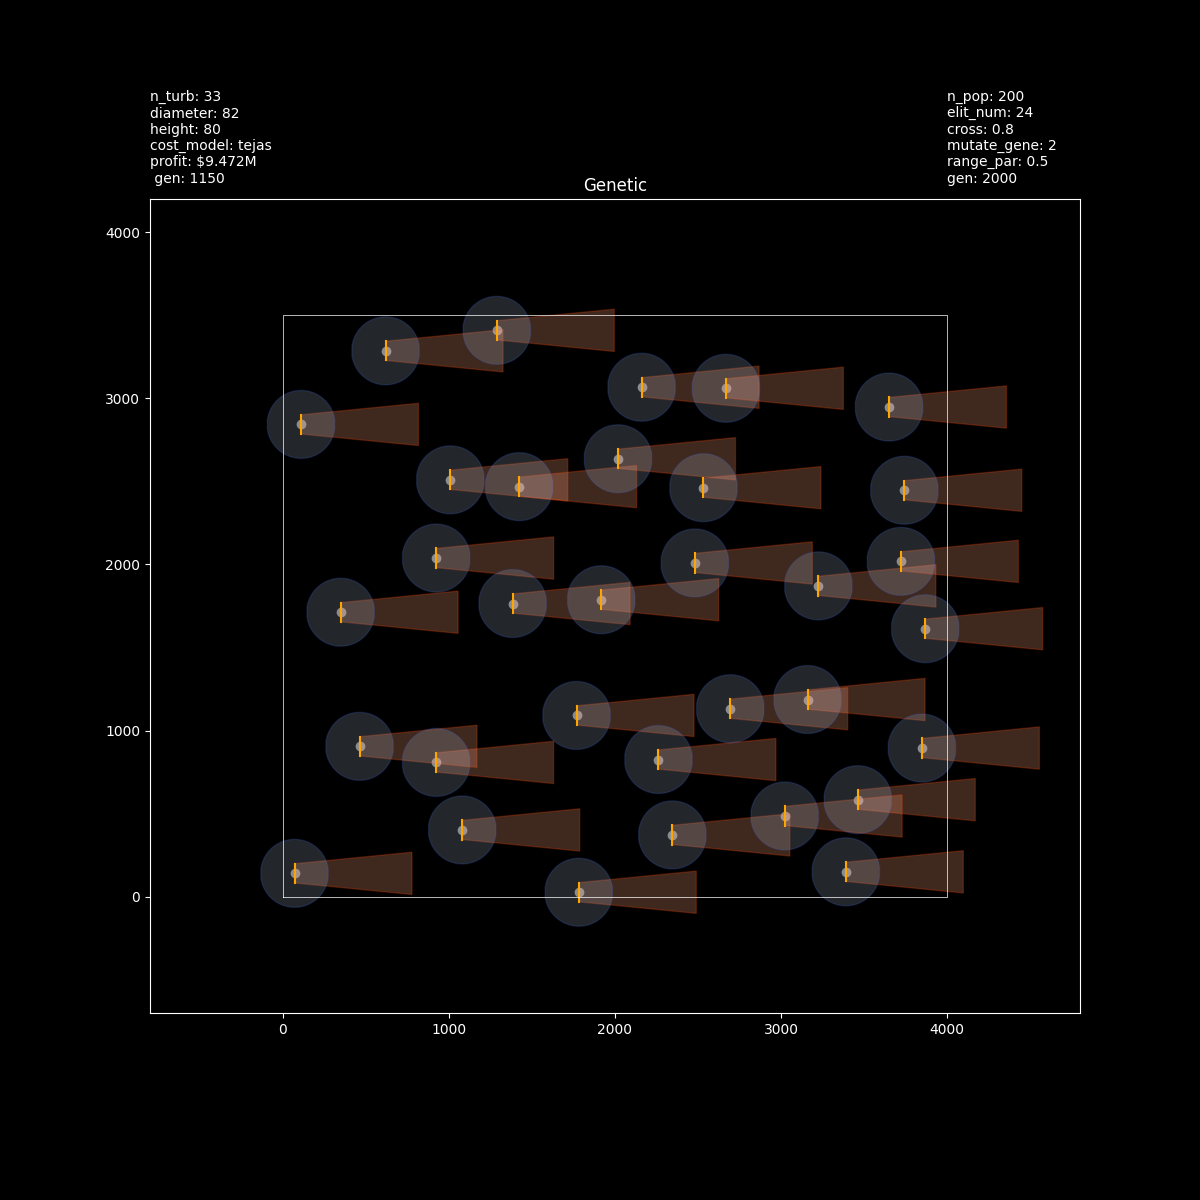 n_turb: 33
diameter: 82
height: 80
cost_model: tejas
profit: $9.472M
gen: 1150
n_pop: 200
elit_num: 24
cross: 0.8
mutate_gene: 2
range_par: 0.5
gen: 2000
Genetic
4000
3000
2000
1000
0
0
1000
2000
3000
4000